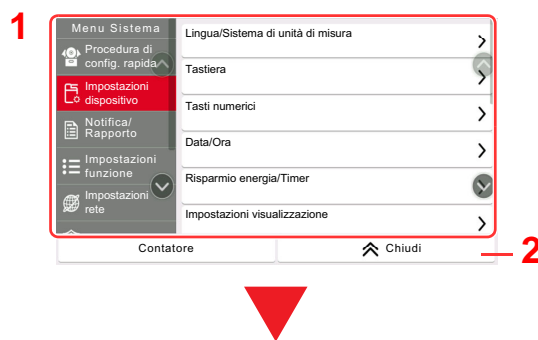 1
Menu Sistema
Procedura di
config. rapida
Impostazioni
dispositivo
Notifica/
Rapporto
Impostazioni
funzione
Impostazioni
rete
Lingua/Sistema di unità di misura
Tastiera
Tasti numerici
Data/Ora
Risparmio energia/Timer
Impostazioni visualizzazione
Contatore
Chiudi
2